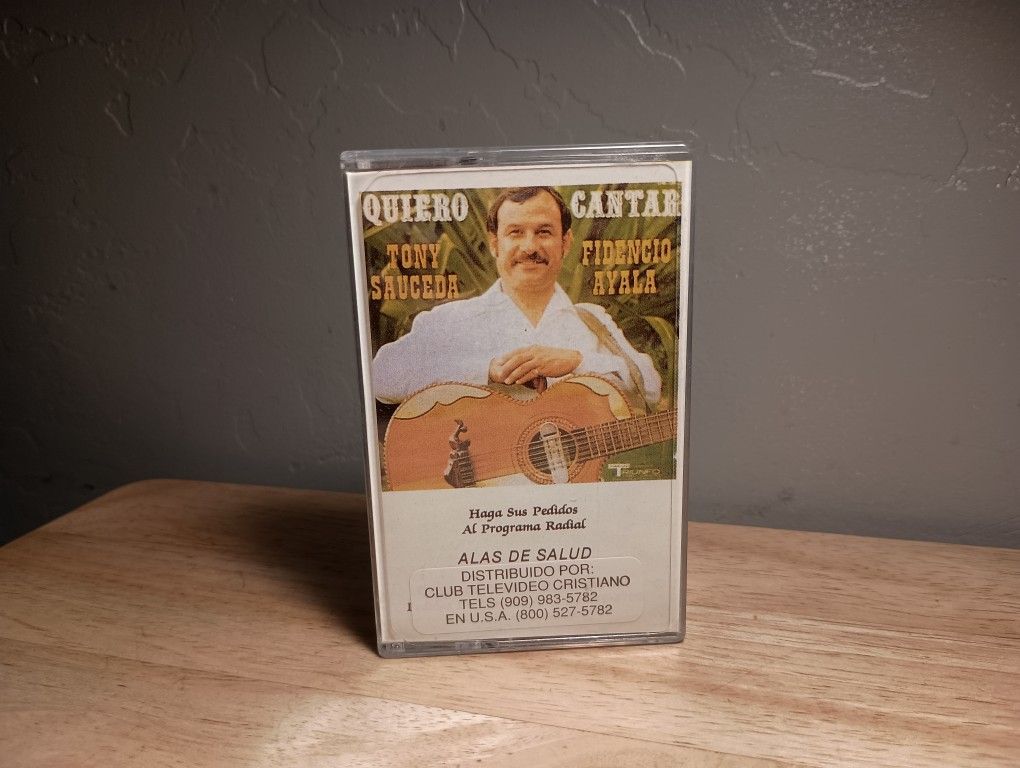 QUIERO CANTAR
TONY SAUCEDA
FIDENCIO AYALA
TRIUNFO
Haga Sus Pedidos
Al Programa Radial
ALAS DE SALUD
DISTRIBUIDO POR:
CLUB TELEVIDEO CRISTIANO
TELS (909) 983-5782
EN U.S.A. (800) 527-5782